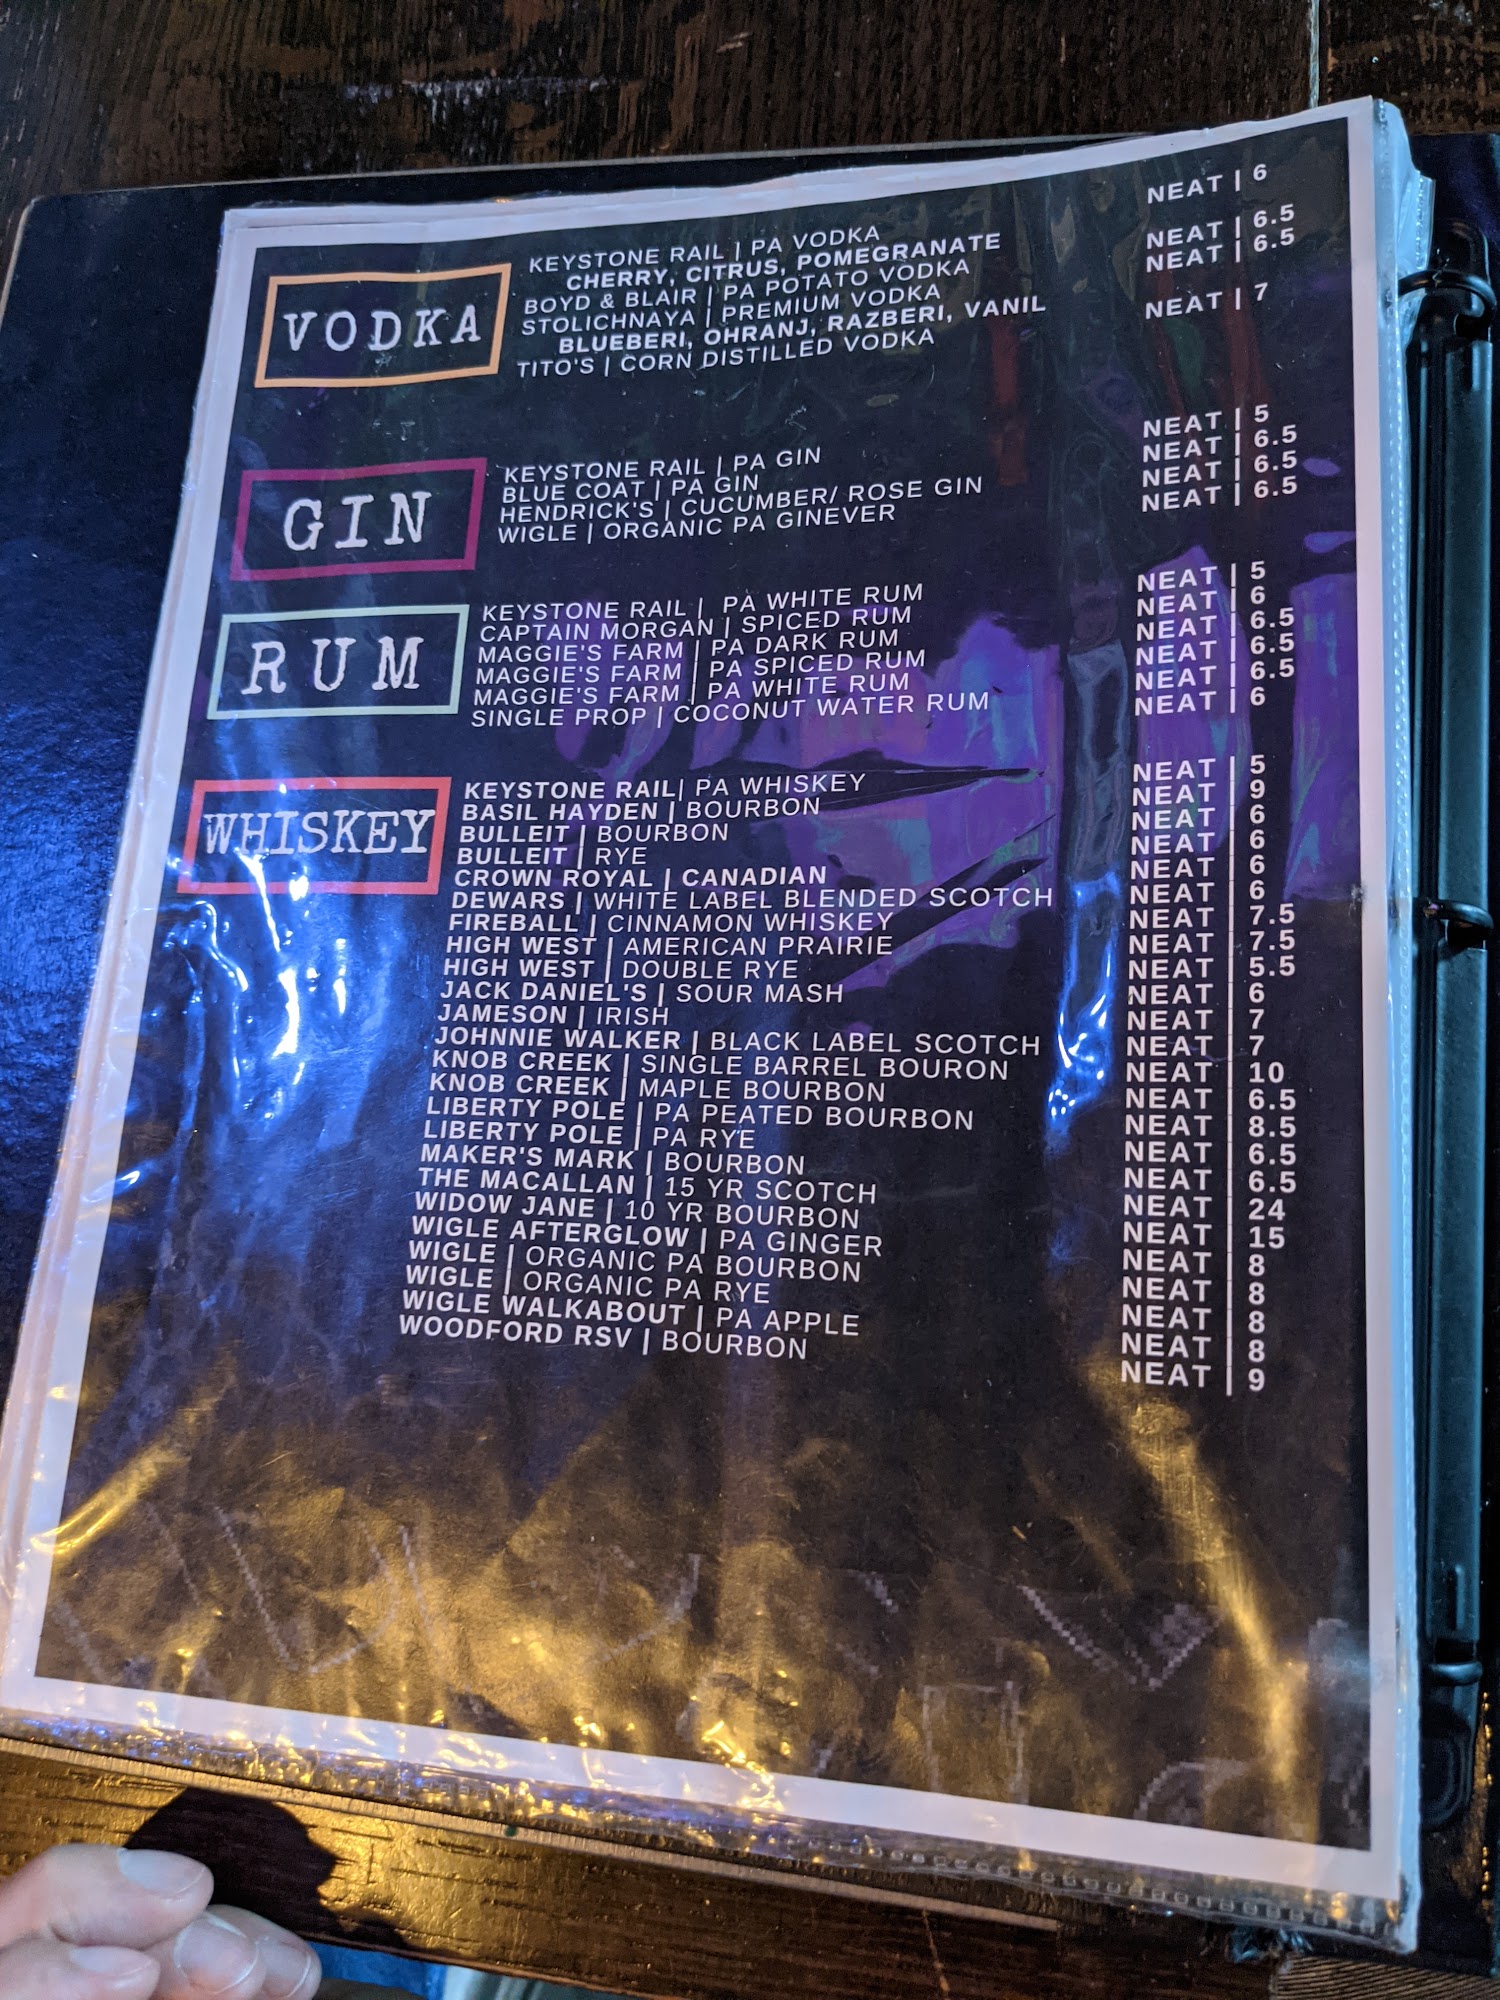 VODKA
KEYSTONE RAIL | PA VODKA NEAT | 6
CHERRY, CITRUS, POMEGRANATE
BOYD & BLAIR | PA POTATO VODKA NEAT | 6.5
STOLICHNAYA | PREMIUM VODKA NEAT | 6.5
BLUEBERI, OHRANJ, RAZBERI, VANIL
TITO'S | CORN DISTILLED VODKA NEAT | 7
GIN
KEYSTONE RAIL | PA GIN NEAT | 5
BLUE COAT | PA GIN NEAT | 6.5
HENDRICK'S | CUCUMBER/ ROSE GIN NEAT | 6.5
WIGLE | ORGANIC PA GINEVER NEAT | 6.5
RUM
KEYSTONE RAIL | PA WHITE RUM NEAT | 5
CAPTAIN MORGAN | SPICED RUM NEAT | 6
MAGGIE'S FARM | PA DARK RUM NEAT | 6.5
MAGGIE'S FARM | PA SPICED RUM NEAT | 6.5
MAGGIE'S FARM | PA WHITE RUM NEAT | 6.5
SINGLE PROP | COCONUT WATER RUM NEAT | 6
WHISKEY
KEYSTONE RAIL| PA WHISKEY NEAT | 5
BASIL HAYDEN | BOURBON NEAT | 9
BULLEIT | BOURBON NEAT | 6
BULLEIT | RYE NEAT | 6
CROWN ROYAL | CANADIAN NEAT | 6
DEWARS | WHITE LABEL BLENDED SCOTCH NEAT | 6
FIREBALL | CINNAMON WHISKEY NEAT | 7.5
HIGH WEST | AMERICAN PRAIRIE NEAT | 7.5
HIGH WEST | DOUBLE RYE NEAT | 5.5
JACK DANIEL'S | SOUR MASH NEAT | 6
JAMESON | IRISH NEAT | 7
JOHNNIE WALKER | BLACK LABEL SCOTCH NEAT | 7
KNOB CREEK | SINGLE BARREL BOURON NEAT | 10
KNOB CREEK | MAPLE BOURBON NEAT | 6.5
LIBERTY POLE | PA PEATED BOURBON NEAT | 8.5
LIBERTY POLE | PA RYE NEAT | 6.5
MAKER'S MARK | BOURBON NEAT | 6.5
THE MACALLAN | 15 YR SCOTCH NEAT | 24
WIDOW JANE | 10 YR BOURBON NEAT | 15
WIGLE AFTERGLOW | PA GINGER NEAT | 8
WIGLE | ORGANIC PA BOURBON NEAT | 8
WIGLE | ORGANIC PA RYE NEAT | 8
WIGLE WALKABOUT | PA APPLE NEAT | 8
WOODFORD RSV | BOURBON NEAT | 9